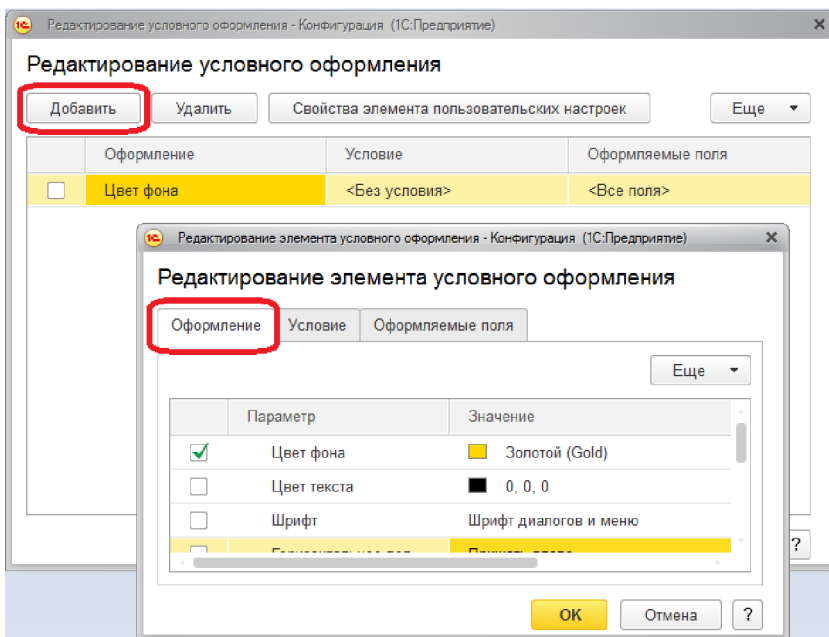 Редактирование условного оформления - Конфигурация (1С:Предприятие)
Редактирование условного оформления
Добавить Удалить Свойства элемента пользовательских настроек Еще
Оформление Условие Оформляемые поля
Цвет фона <Без условия> <Все поля>
Редактирование элемента условного оформления - Конфигурация (1С:Предприятие)
Редактирование элемента условного оформления
Оформление Условие Оформляемые поля
Еще
Параметр Значение
Цвет фона Золотой (Gold)
Цвет текста 0, 0, 0
Шрифт Шрифт диалогов и меню
?
ОК Отмена ?